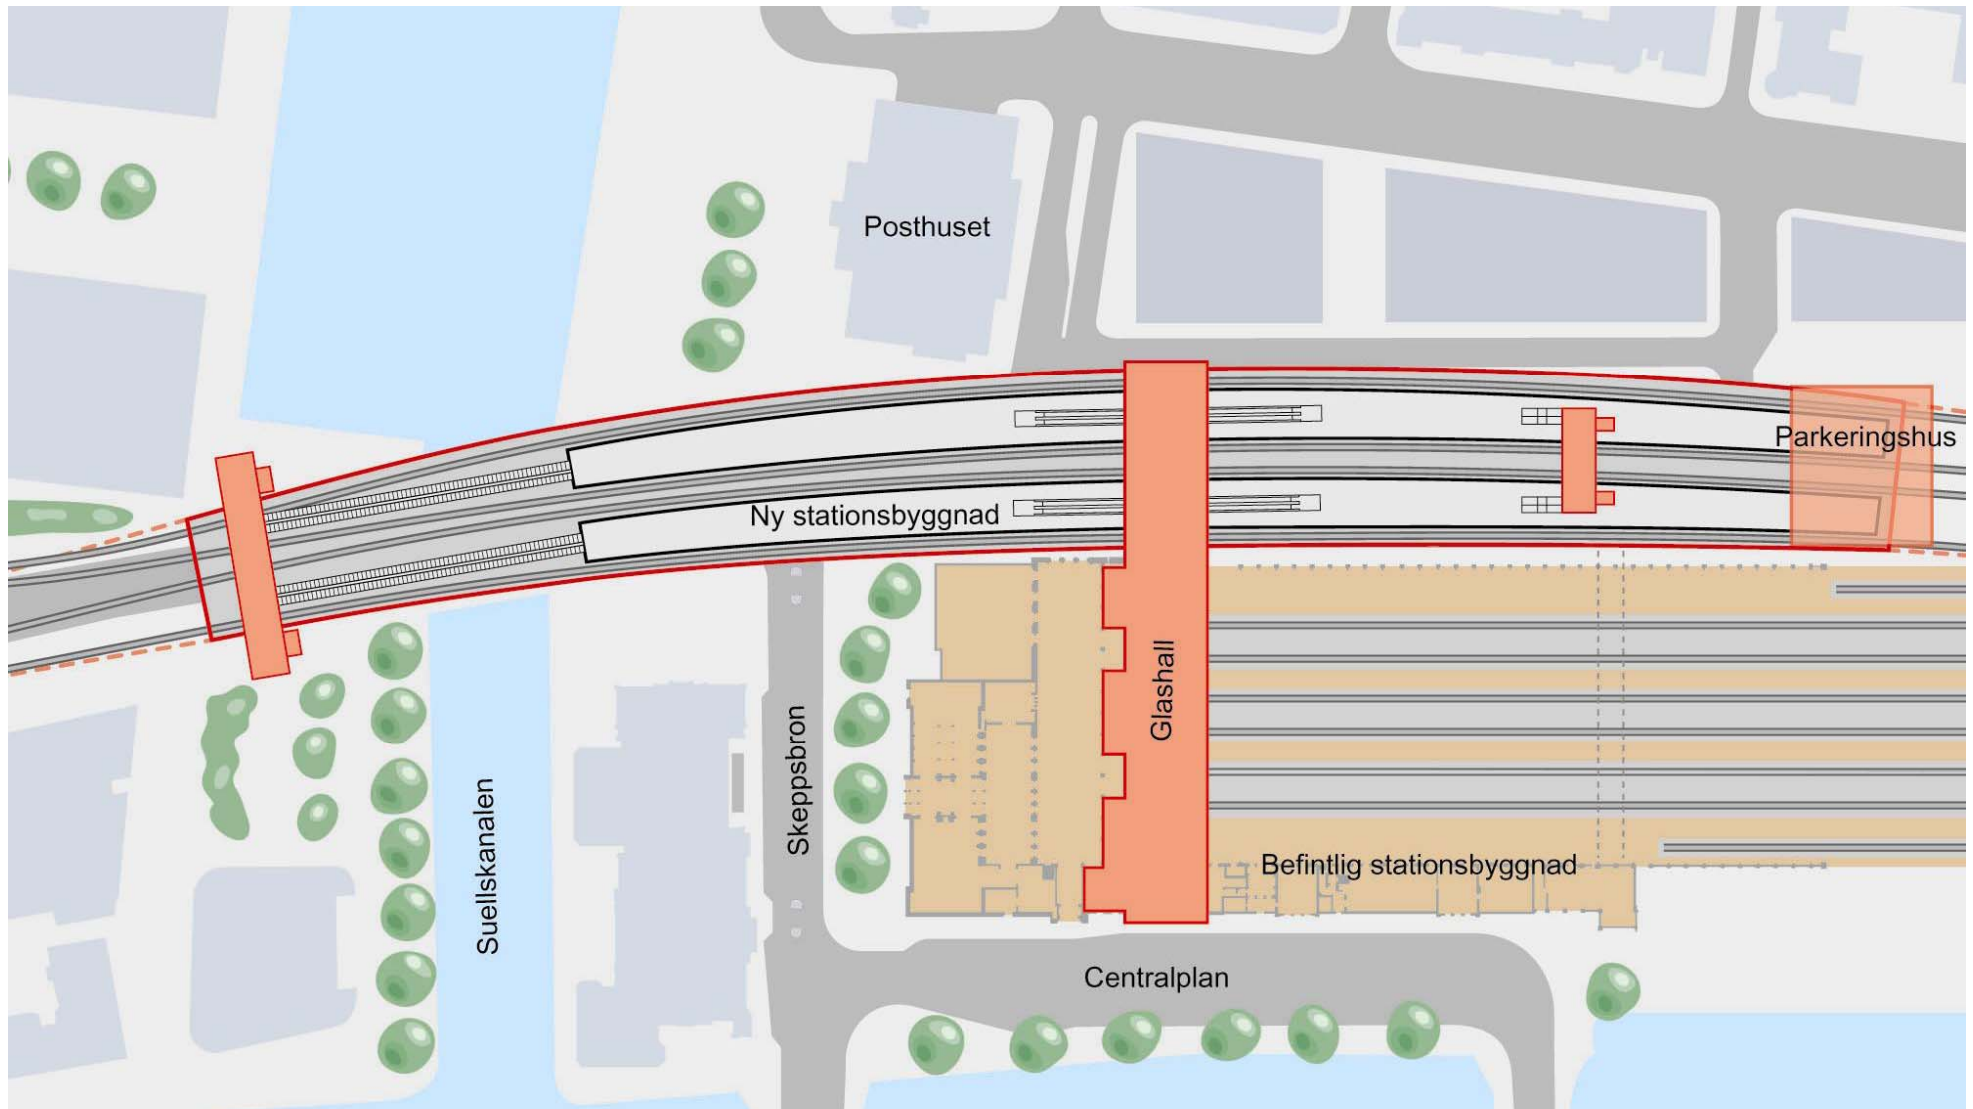 Posthuset
Parkeringshus
Ny stationsbyggnad
Glashall
Skeppsbron
Suellskanalen
Befintlig stationsbyggnad
Centralplan